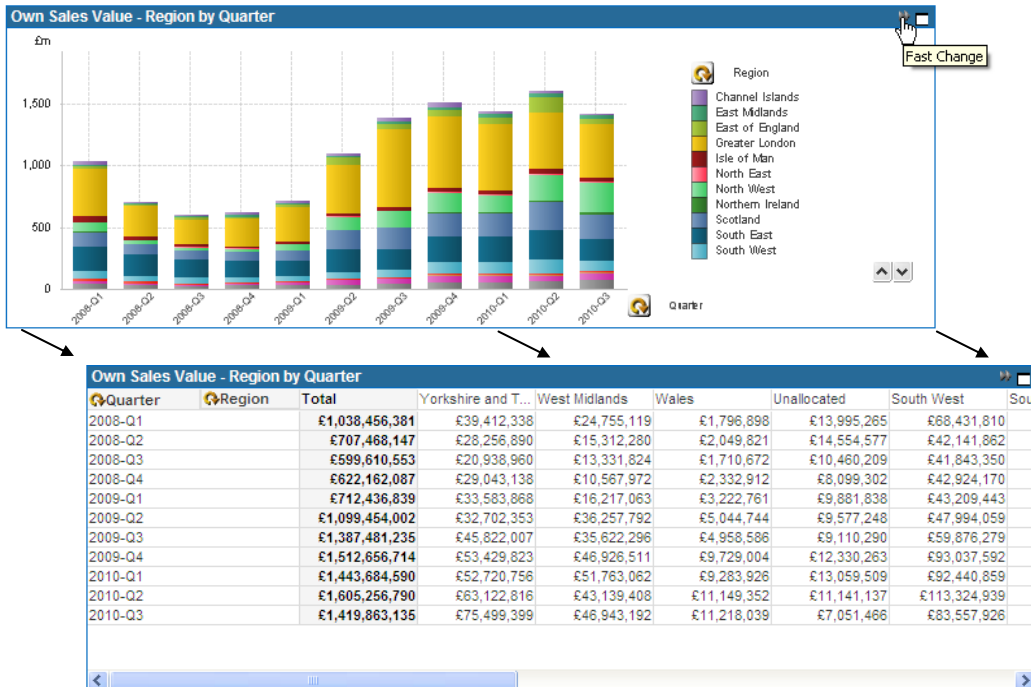 Own Sales Value - Region by Quarter
£m
Fast Change
Region
1,500
1,000
500
0
Channel Islands
East Midlands
East of England
Greater London
Isle of Man
North East
North West
Northern Ireland
Scotland
South East
South West
2008-Q1 2008-Q2 2008-Q3 2008-Q4 2009-Q1 2009-Q2 2009-Q3 2009-Q4 2010-Q1 2010-Q2 2010-Q3
Quarter
Own Sales Value - Region by Quarter
Quarter Region Total Yorkshire and T... West Midlands Wales Unallocated South West Sou
2008-Q1 £1,038,456,381 £39,412,338 £24,755,119 £1,796,898 £13,995,265 £68,431,810
2008-Q2 £707,468,147 £28,256,890 £15,312,280 £2,049,821 £14,554,577 £42,141,862
2008-Q3 £599,610,553 £20,938,960 £13,331,824 £1,710,672 £10,460,209 £41,843,350
2008-Q4 £622,162,087 £29,043,138 £10,567,972 £2,332,912 £8,099,302 £42,924,170
2009-Q1 £712,436,839 £33,583,868 £16,217,063 £3,222,761 £9,881,838 £43,209,443
2009-Q2 £1,099,454,002 £32,702,353 £36,257,792 £5,044,744 £9,577,248 £47,994,059
2009-Q3 £1,387,481,235 £45,822,007 £35,622,296 £4,958,586 £9,110,290 £59,876,279
2009-Q4 £1,512,656,714 £53,429,823 £46,926,511 £9,729,004 £12,330,263 £93,037,592
2010-Q1 £1,443,684,590 £52,720,756 £51,763,062 £9,283,926 £13,059,509 £92,440,859
2010-Q2 £1,605,256,790 £63,122,816 £43,139,408 £11,149,352 £11,141,137 £113,324,939
2010-Q3 £1,419,863,135 £75,499,399 £46,943,192 £11,218,039 £7,051,466 £83,557,926